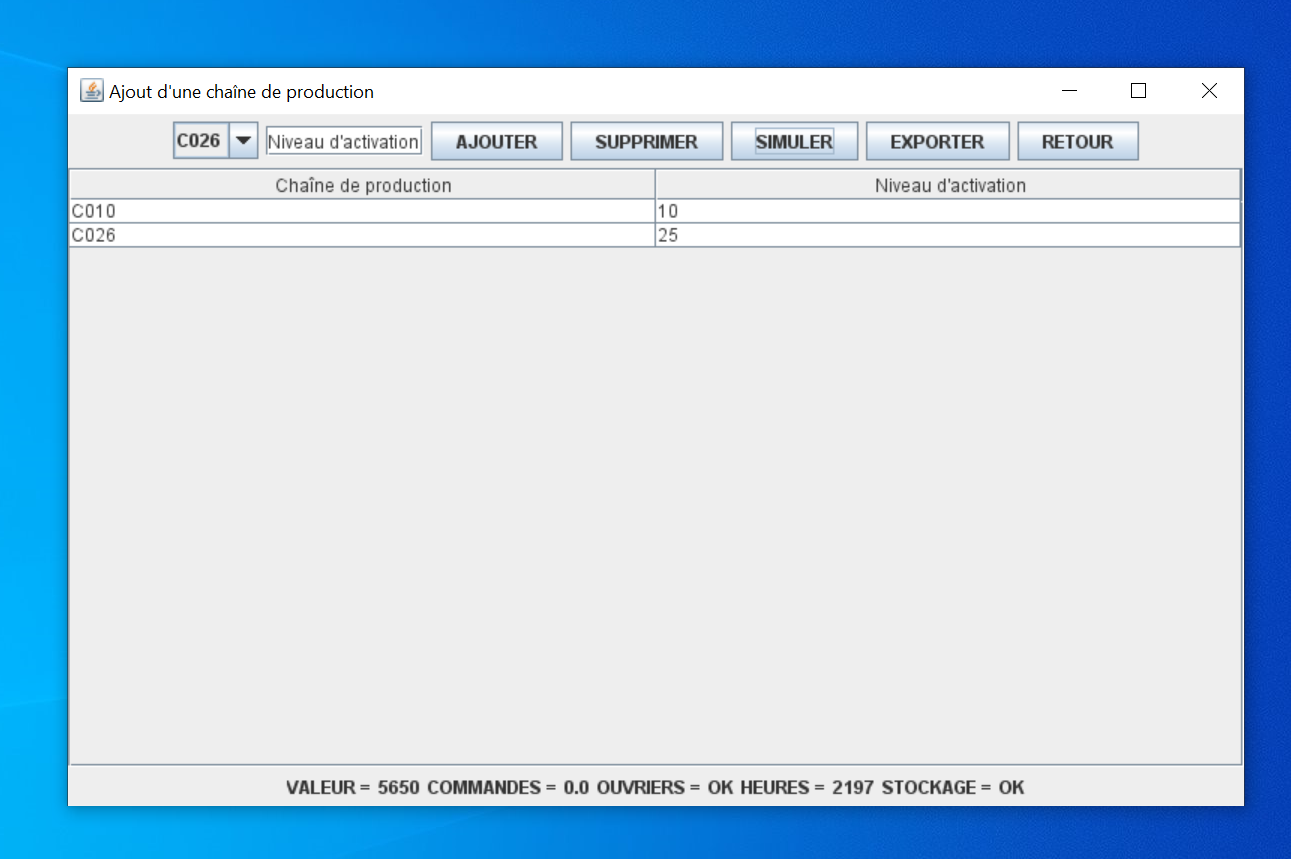 Ajout d'une chaîne de production
C026 Niveau d'activation AJOUTER SUPPRIMER SIMULER EXPORTER RETOUR
Chaîne de production Niveau d'activation
C010 10
C026 25
VALEUR = 5650 COMMANDES = 0.0 OUVRIERS = OK HEURES = 2197 STOCKAGE = OK